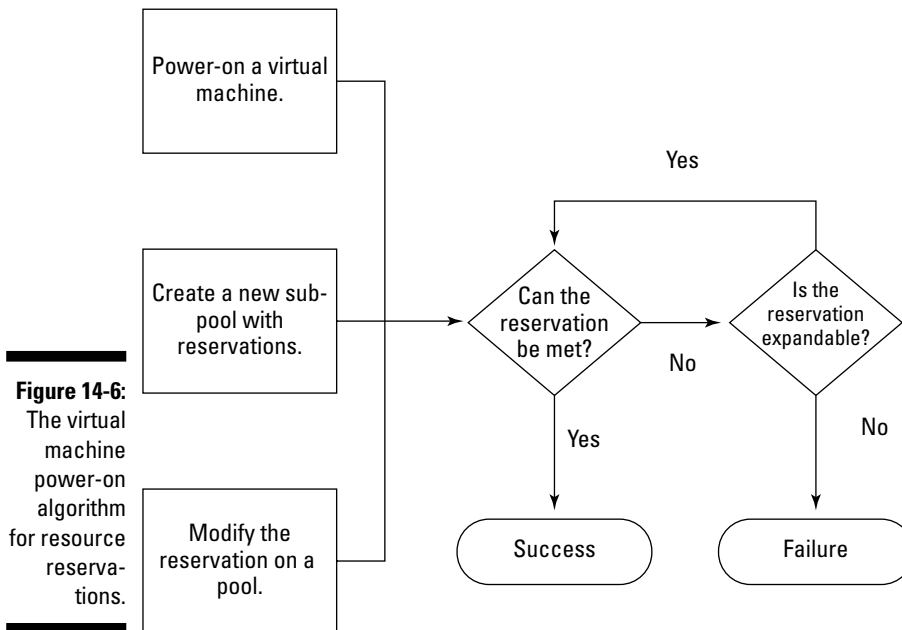 Power-on a virtual
machine.
Yes
Create a new sub-
pool with
reservations.
Can the
reservation
be met?
Is the
reservation
expandable?
No
Yes
No
Modify the
reservation on a
pool.
Success
Failure
Figure 14-6:
The virtual
machine
power-on
algorithm
for resource
reserva-
tions.